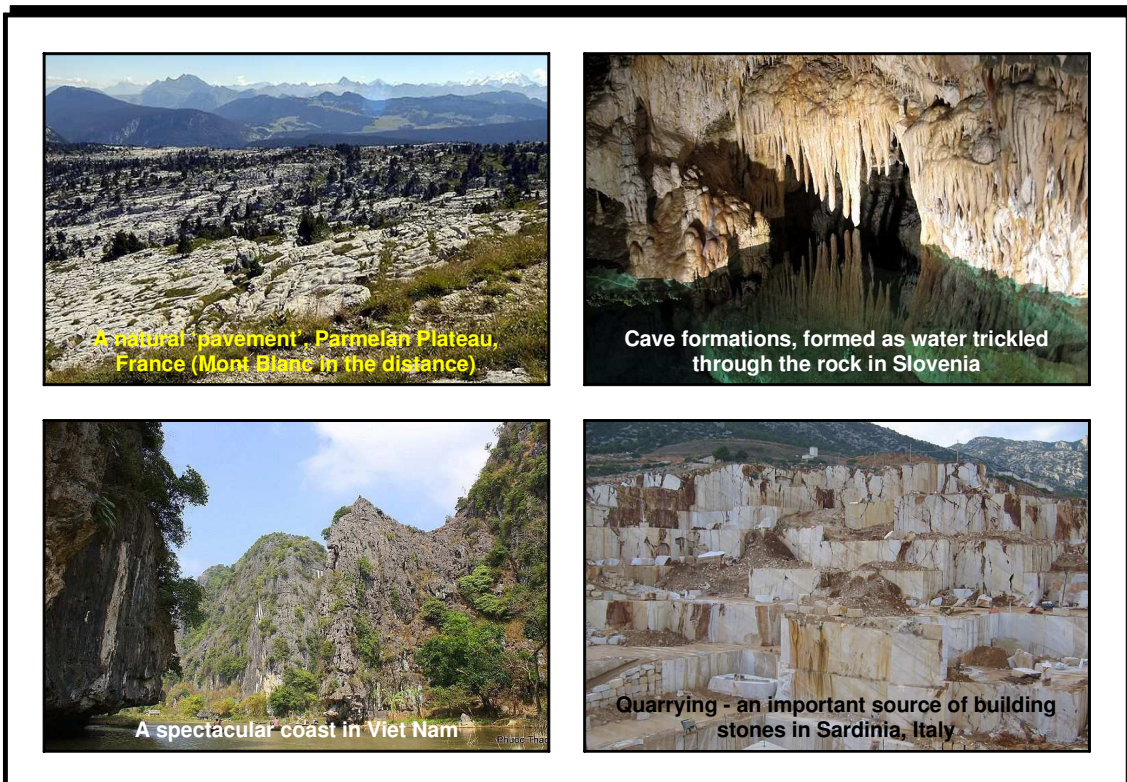 A natural 'pavement', Parmelan Plateau,
France (Mont Blanc in the distance)
Cave formations, formed as water trickled
through the rock in Slovenia
A spectacular coast in Viet Nam
Quarrying - an important source of building
stones in Sardinia, Italy